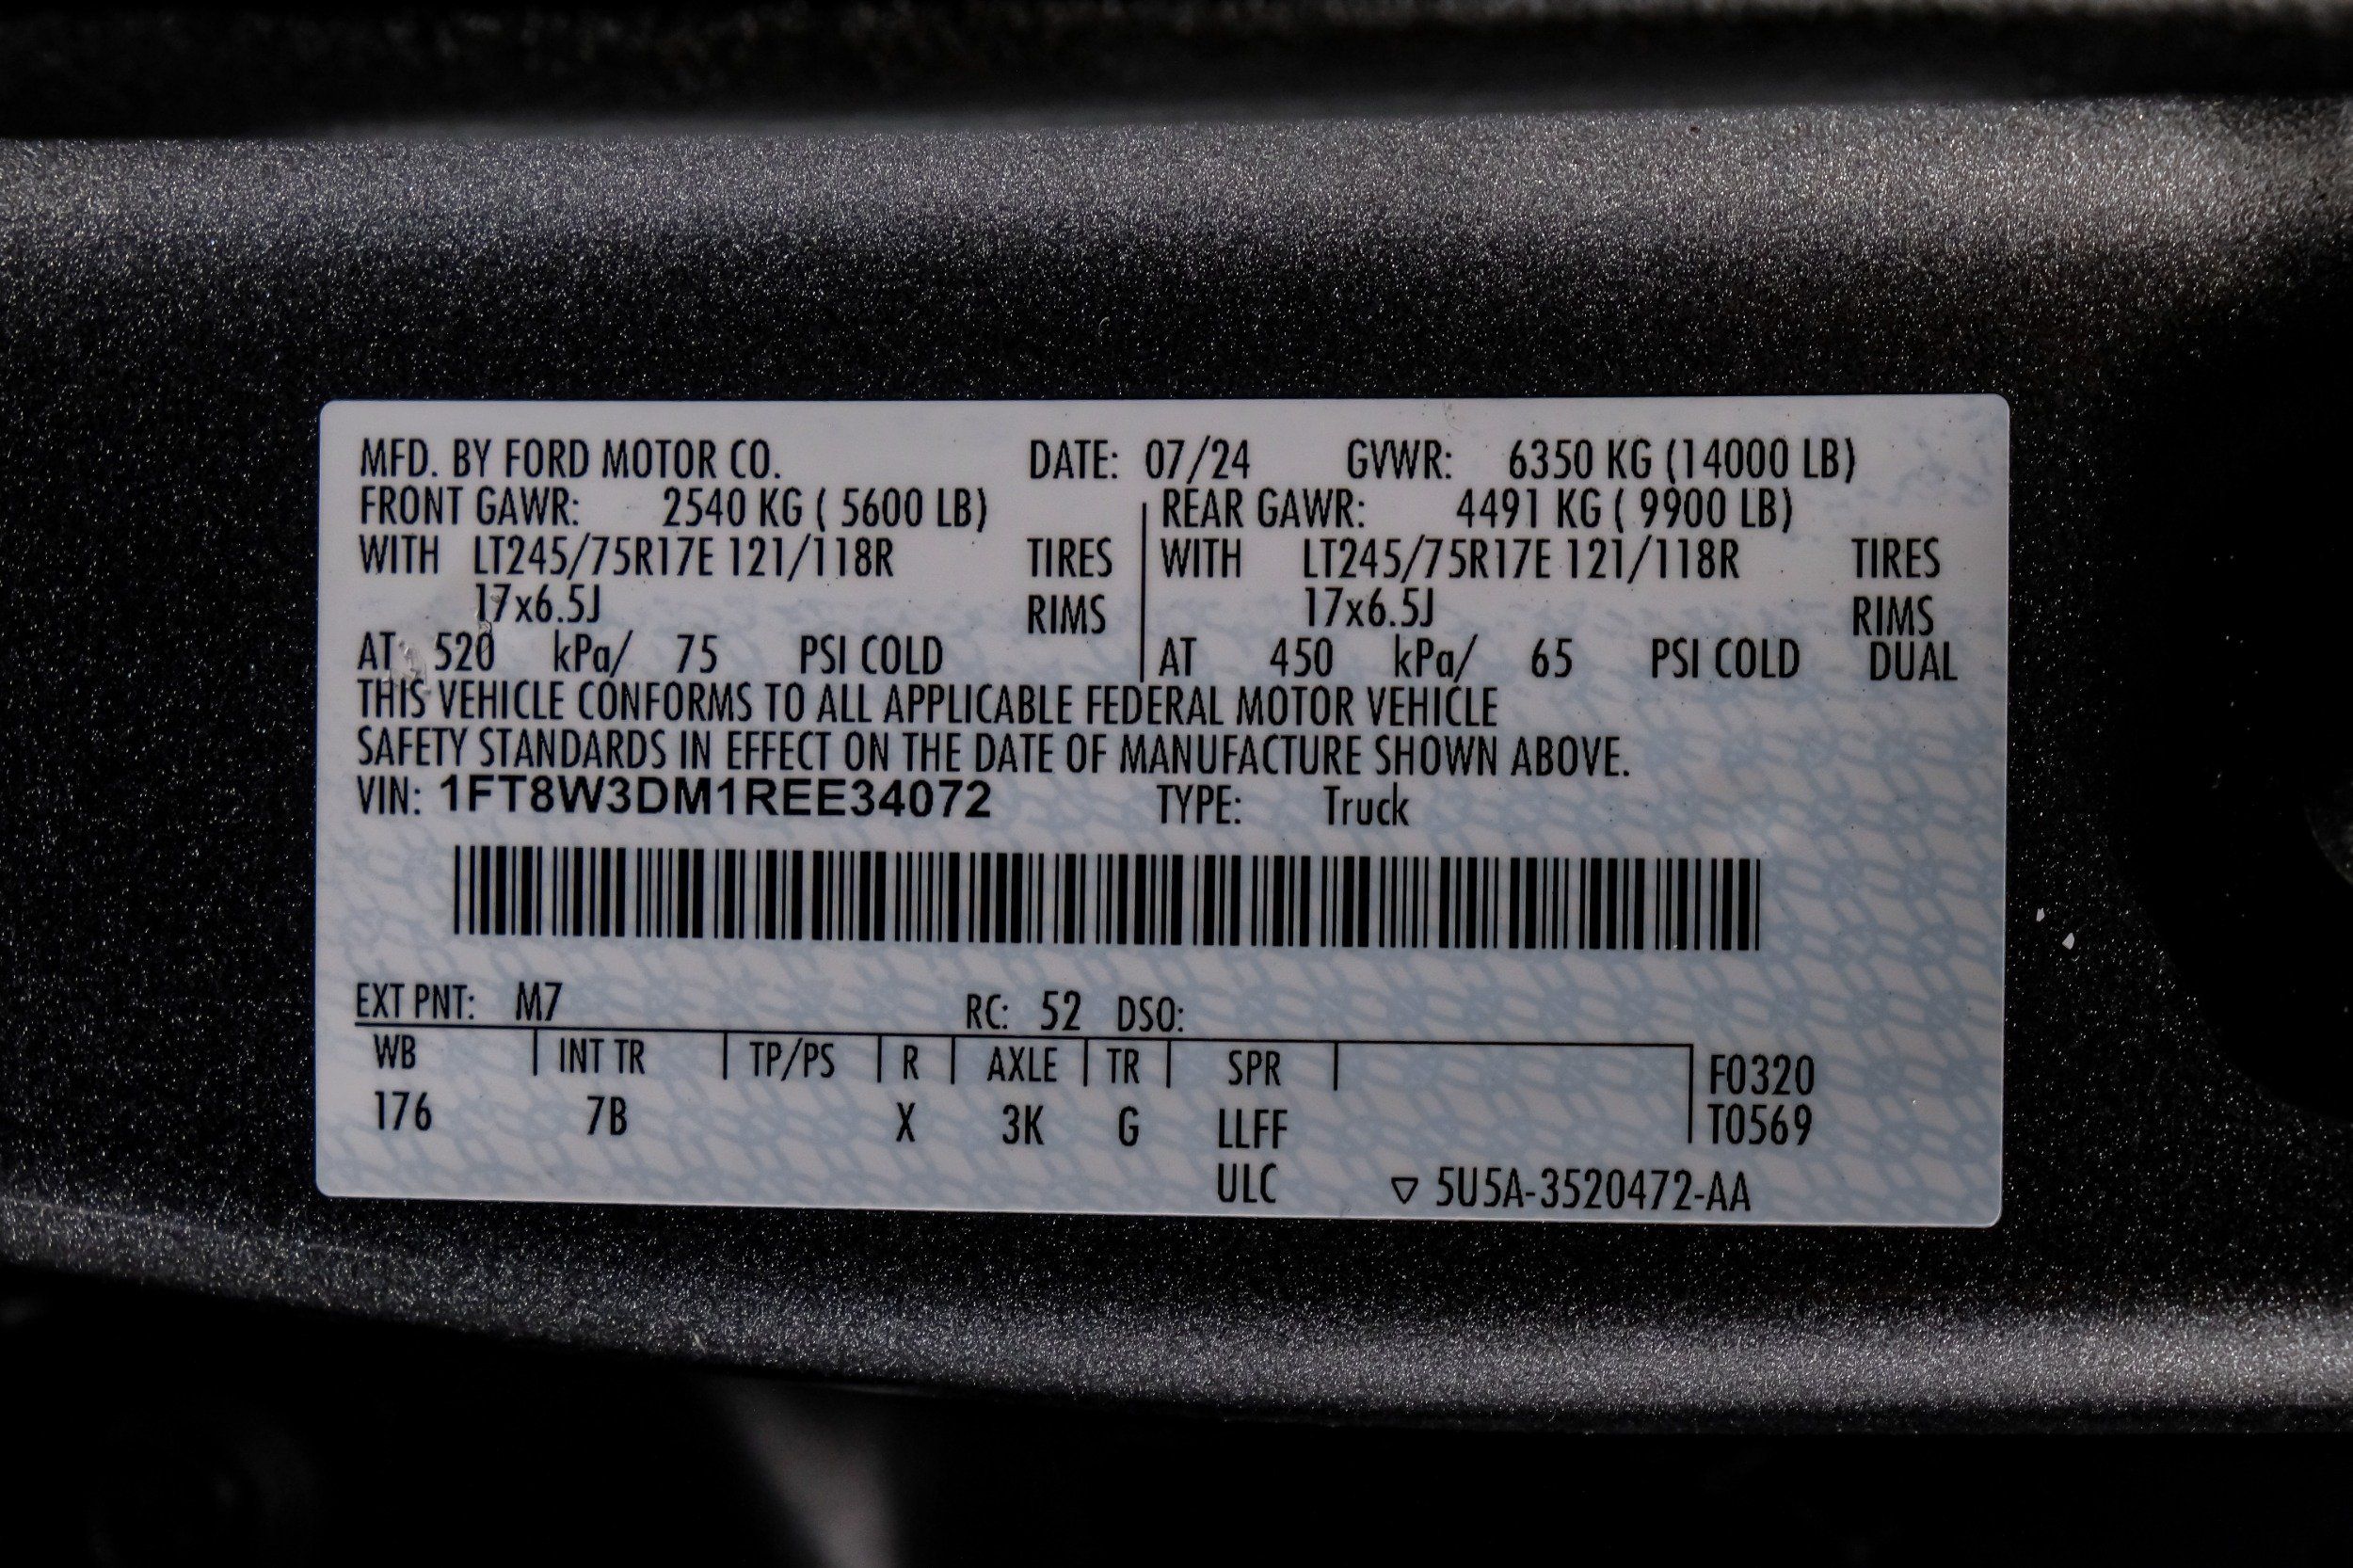 MFD. BY FORD MOTOR CO. DATE: 07/24 GVWR: 6350 KG (14000 LB)
FRONT GAWR: 2540 KG ( 5600 LB) REAR GAWR: 4491 KG ( 9900 LB)
WITH LT245/75R17E 121/118R TIRES WITH LT245/75R17E 121/118R TIRES
17x6.5J RIMS 17x6.5J RIMS
AT 520 kPa/ 75 PSI COLD AT 450 kPa/ 65 PSI COLD DUAL
THIS VEHICLE CONFORMS TO ALL APPLICABLE FEDERAL MOTOR VEHICLE
SAFETY STANDARDS IN EFFECT ON THE DATE OF MANUFACTURE SHOWN ABOVE.
VIN: 1FT8W3DM1REE34072 TYPE: Truck
EXT PNT: M7 RC: 52 DSO:
WB INT TR TP/PS R AXLE TR SPR F0320
176 7B X 3K G LLFF T0569
ULC ▽ 5U5A-3520472-AA